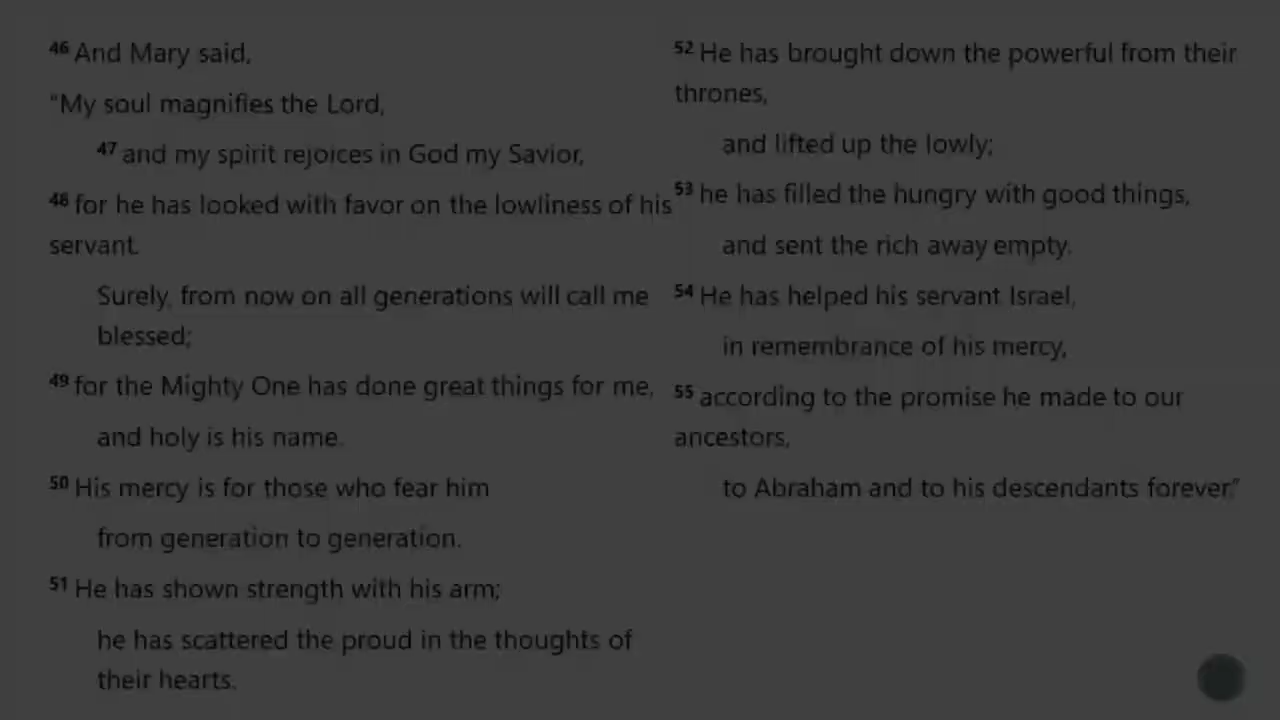 46 And Mary said,
“My soul magnifies the Lord,
47 and my spirit rejoices in God my Savior,
48 for he has looked with favor on the lowliness of his
servant.
Surely, from now on all generations will call me
blessed;
49 for the Mighty One has done great things for me,
and holy is his name.
50 His mercy is for those who fear him
from generation to generation.
51 He has shown strength with his arm;
he has scattered the proud in the thoughts of
their hearts.
52 He has brought down the powerful from their
thrones,
and lifted up the lowly;
53 he has filled the hungry with good things,
and sent the rich away empty.
54 He has helped his servant Israel,
in remembrance of his mercy,
55 according to the promise he made to our
ancestors,
to Abraham and to his descendants forever.”